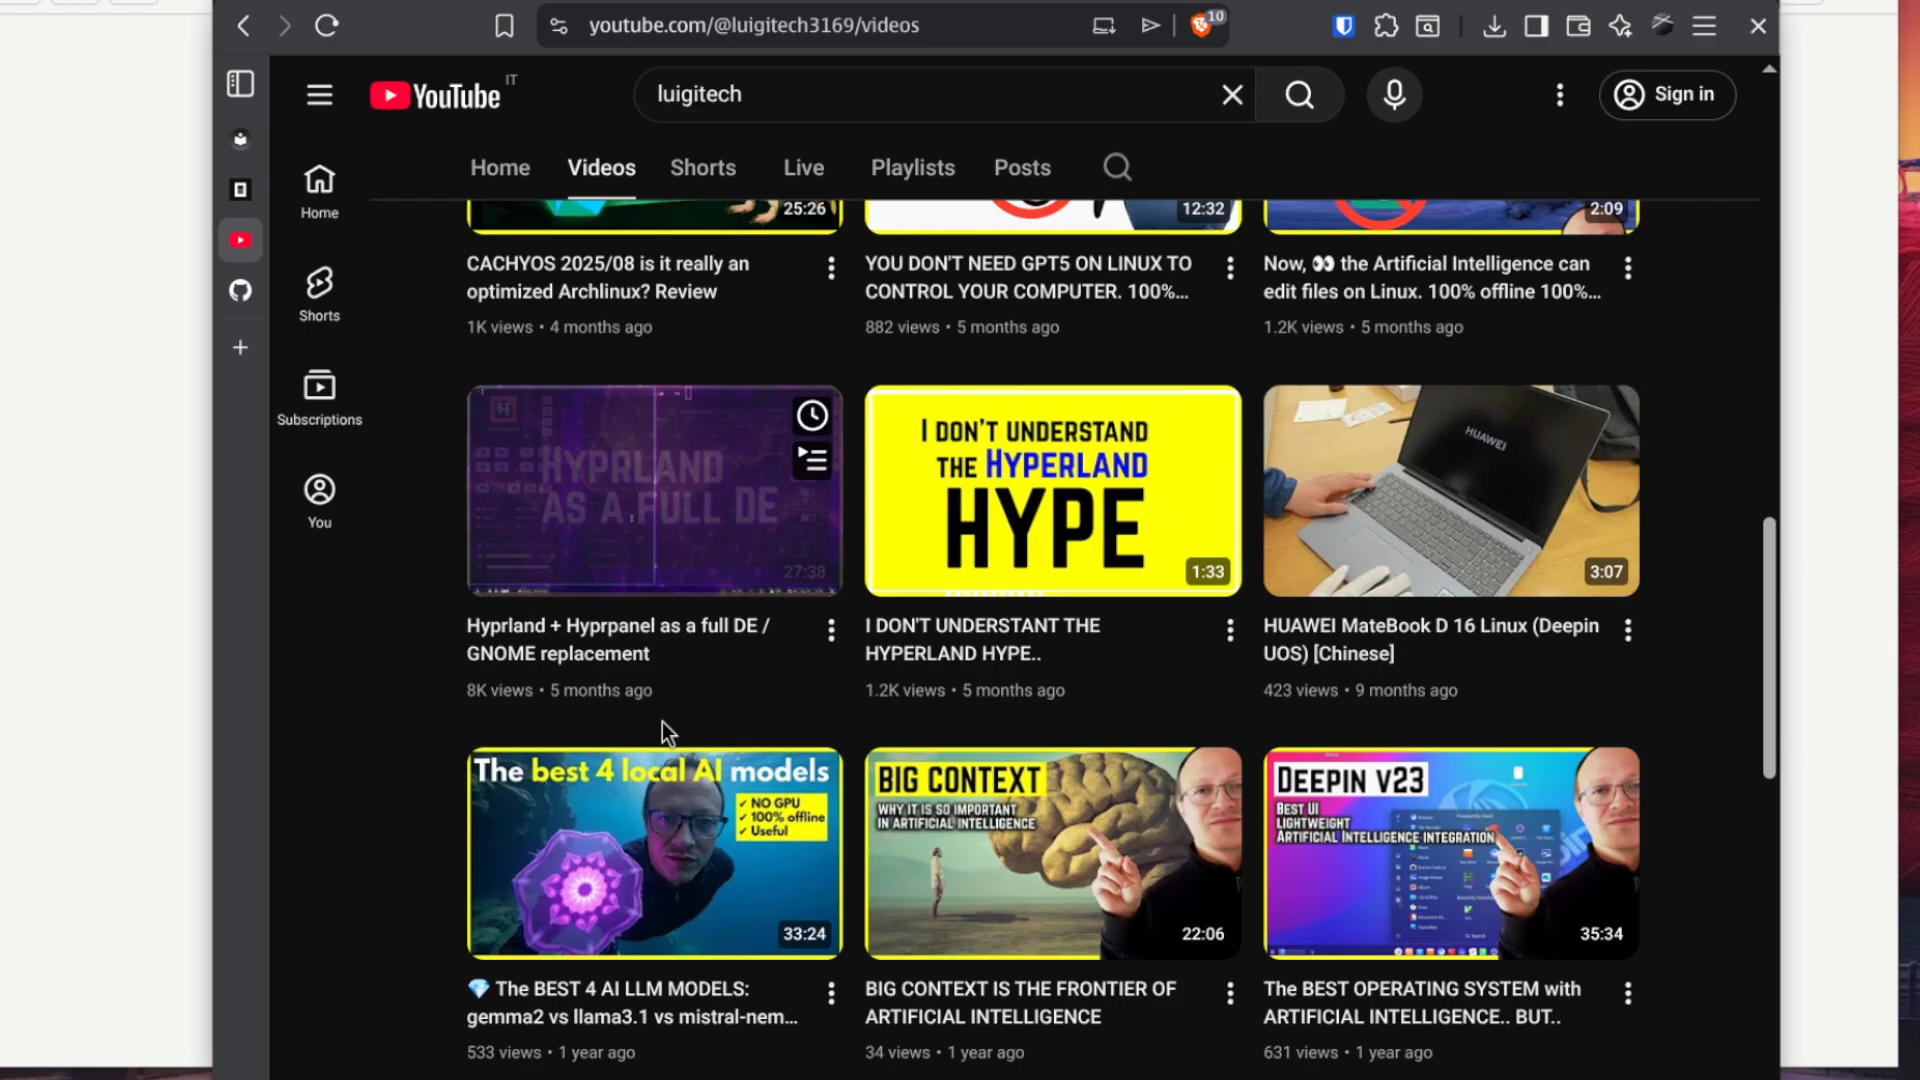 youtube.com/@luigitech3169/videos
10
YouTube IT
luigitech
Sign in
Home
Videos
Shorts
Live
Playlists
Posts
Home
Shorts
Subscriptions
You
25:26
12:32
2:09
CACHYOS 2025/08 is it really an
optimized Archlinux? Review
1K views • 4 months ago
YOU DON'T NEED GPT5 ON LINUX TO
CONTROL YOUR COMPUTER. 100%...
882 views • 5 months ago
Now, 👀 the Artificial Intelligence can
edit files on Linux. 100% offline 100%...
1.2K views • 5 months ago
HYPRLAND
AS A FULL DE
27:38
I DON'T UNDERSTAND
THE HYPERLAND
HYPE
1:33
HUAWEI
3:07
Hyprland + Hyprpanel as a full DE /
GNOME replacement
8K views • 5 months ago
I DON'T UNDERSTANT THE
HYPERLAND HYPE..
1.2K views • 5 months ago
HUAWEI MateBook D 16 Linux (Deepin
UOS) [Chinese]
423 views • 9 months ago
The best 4 local AI models
✓ NO GPU
✓ 100% offline
✓ Useful
33:24
BIG CONTEXT
WHY IT IS SO IMPORTANT
IN ARTIFICIAL INTELLIGENCE
22:06
DEEPIN V23
BEST UI
LIGHTWEIGHT
ARTIFICIAL INTELLIGENCE INTEGRATION
35:34
💎 The BEST 4 AI LLM MODELS:
gemma2 vs llama3.1 vs mistral-nem...
533 views • 1 year ago
BIG CONTEXT IS THE FRONTIER OF
ARTIFICIAL INTELLIGENCE
34 views • 1 year ago
The BEST OPERATING SYSTEM with
ARTIFICIAL INTELLIGENCE.. BUT..
631 views • 1 year ago